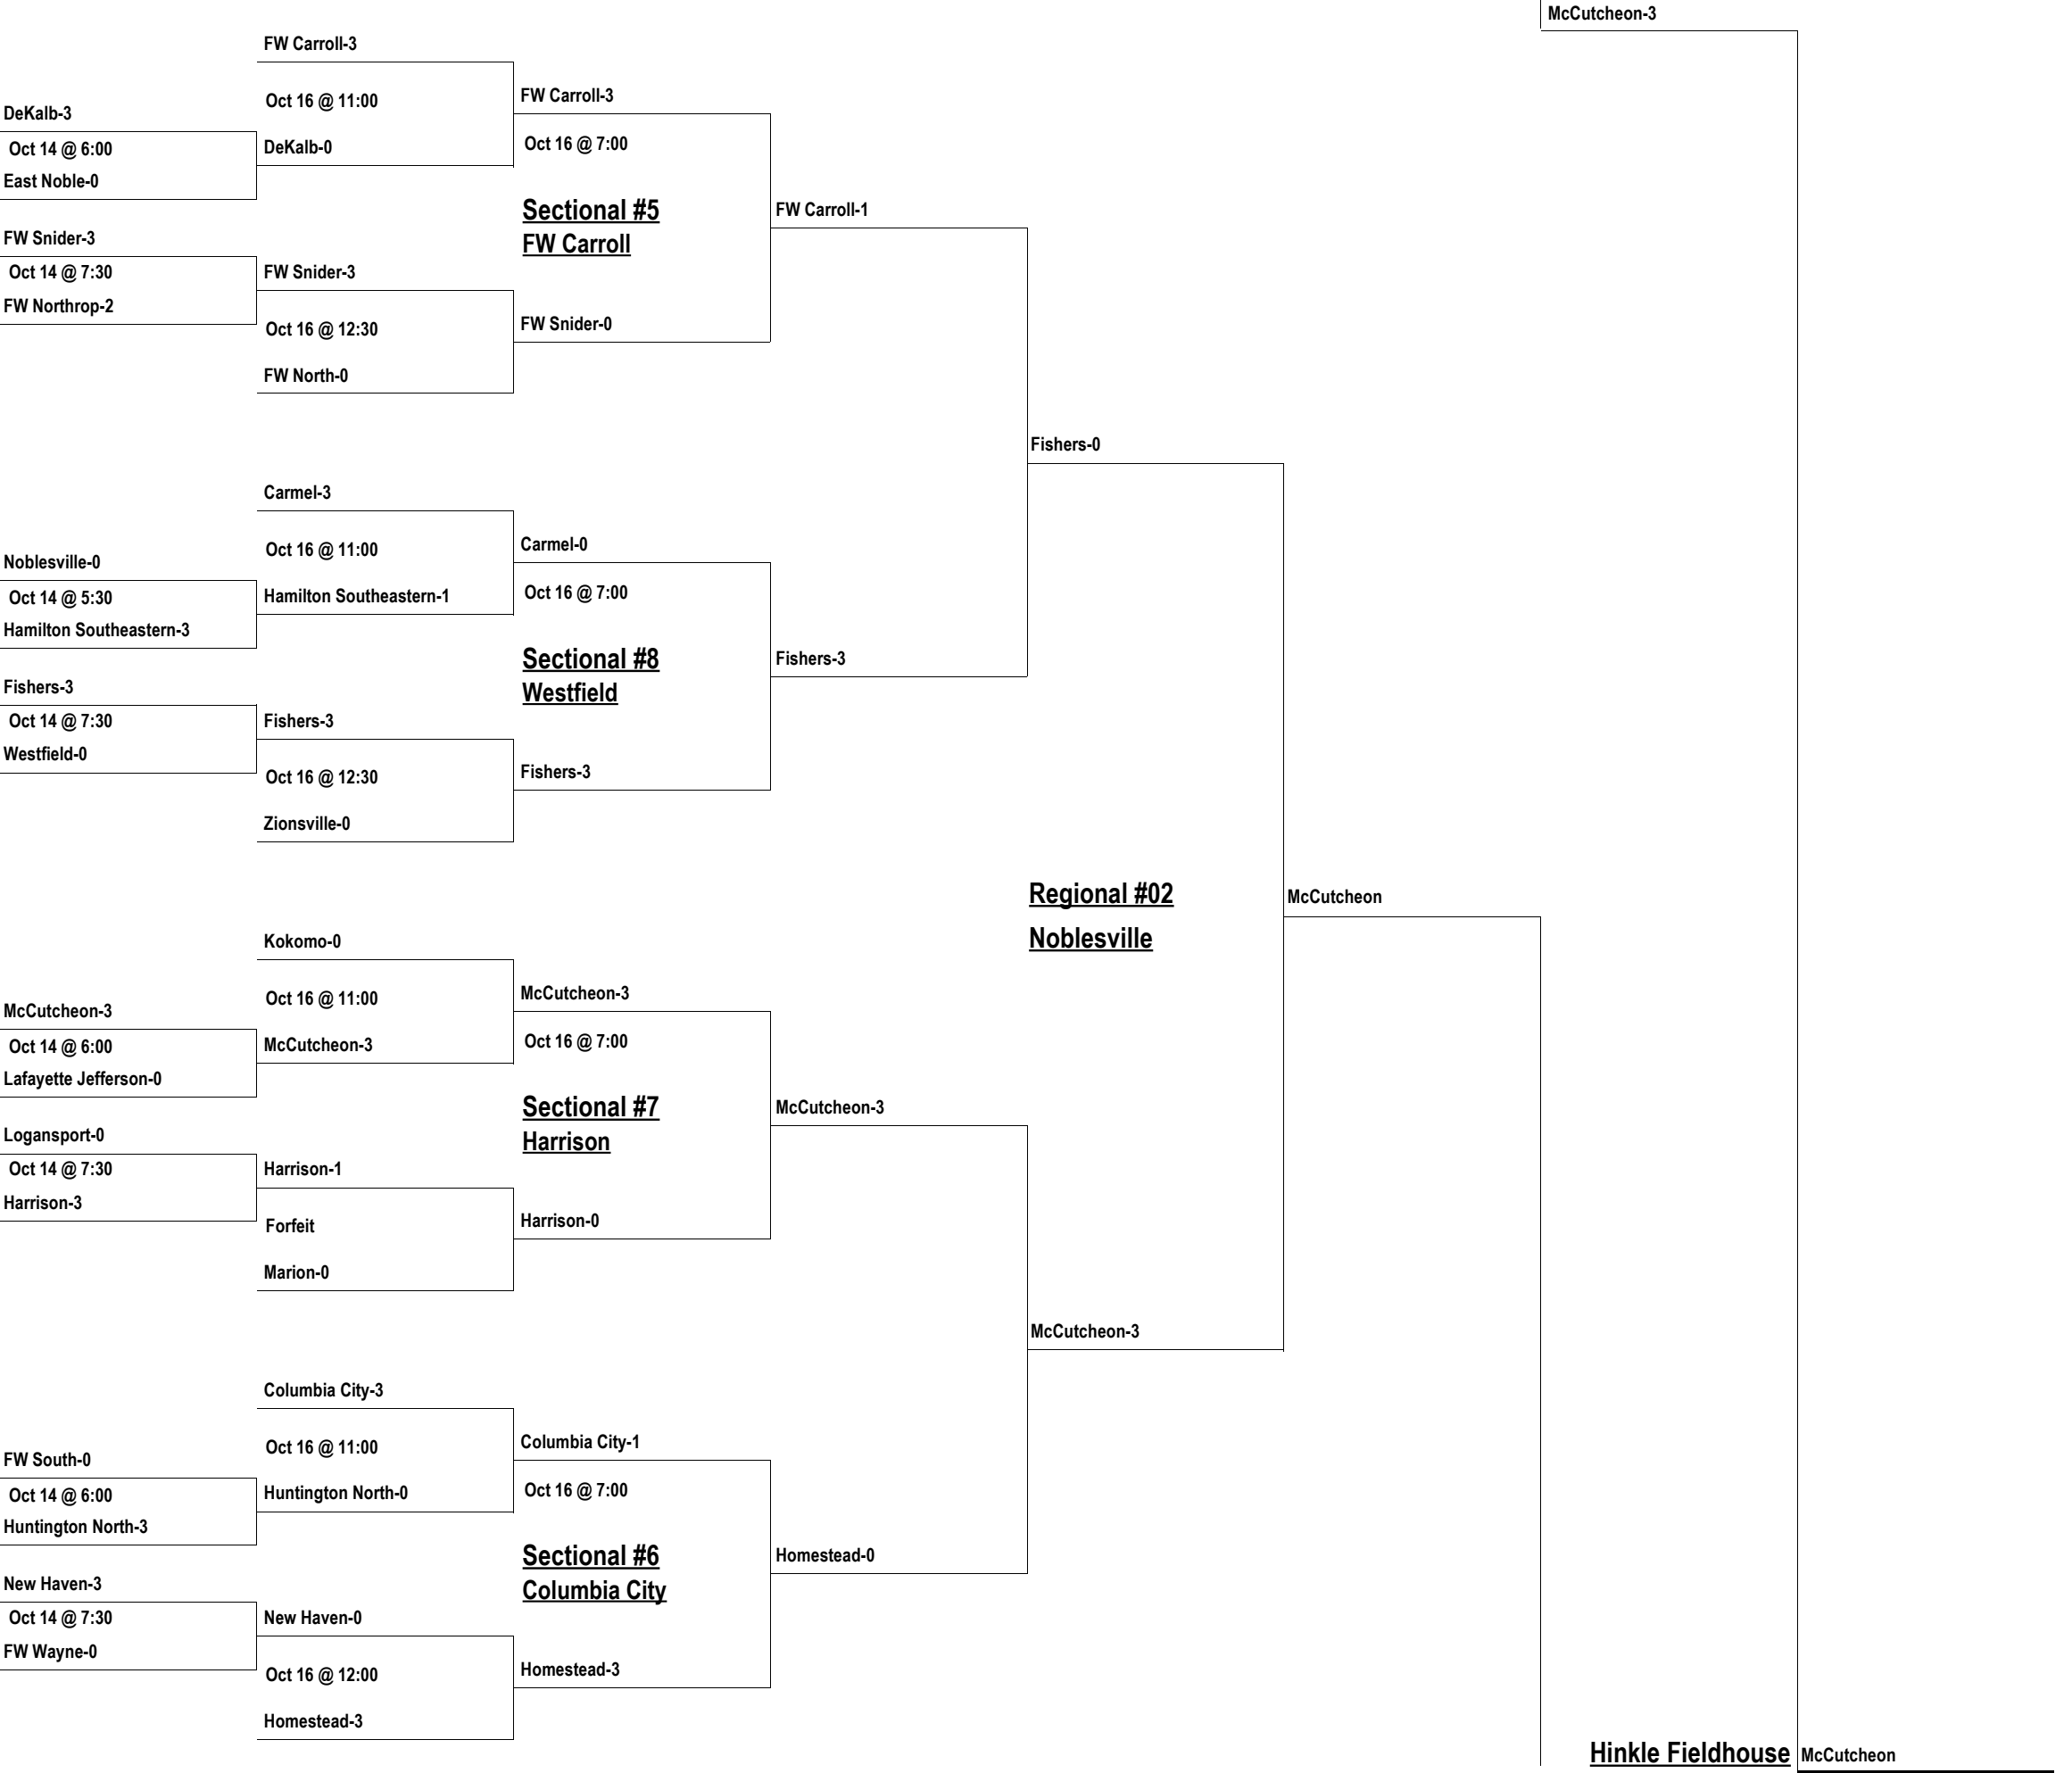 McCutcheon-3
FW Carroll-3
Oct 16 @ 11:00
FW Carroll-3
DeKalb-3
Oct 14 @ 6:00
DeKalb-0
Oct 16 @ 7:00
East Noble-0
Sectional #5
FW Carroll-1
FW Snider-3
FW Carroll
Oct 14 @ 7:30
FW Snider-3
FW Northrop-2
Oct 16 @ 12:30
FW Snider-0
FW North-0
Fishers-0
Carmel-3
Oct 16 @ 11:00
Carmel-0
Noblesville-0
Oct 14 @ 5:30
Hamilton Southeastern-1
Oct 16 @ 7:00
Hamilton Southeastern-3
Sectional #8
Fishers-3
Fishers-3
Westfield
Oct 14 @ 7:30
Fishers-3
Westfield-0
Oct 16 @ 12:30
Fishers-3
Zionsville-0
Regional #02
McCutcheon
Noblesville
Kokomo-0
Oct 16 @ 11:00
McCutcheon-3
McCutcheon-3
Oct 14 @ 6:00
McCutcheon-3
Oct 16 @ 7:00
Lafayette Jefferson-0
Sectional #7
McCutcheon-3
Logansport-0
Harrison
Oct 14 @ 7:30
Harrison-1
Harrison-3
Forfeit
Harrison-0
Marion-0
McCutcheon-3
Columbia City-3
Oct 16 @ 11:00
Columbia City-1
FW South-0
Oct 14 @ 6:00
Huntington North-0
Oct 16 @ 7:00
Huntington North-3
Sectional #6
Homestead-0
New Haven-3
Columbia City
Oct 14 @ 7:30
New Haven-0
FW Wayne-0
Oct 16 @ 12:00
Homestead-3
Homestead-3
Hinkle Fieldhouse
McCutcheon